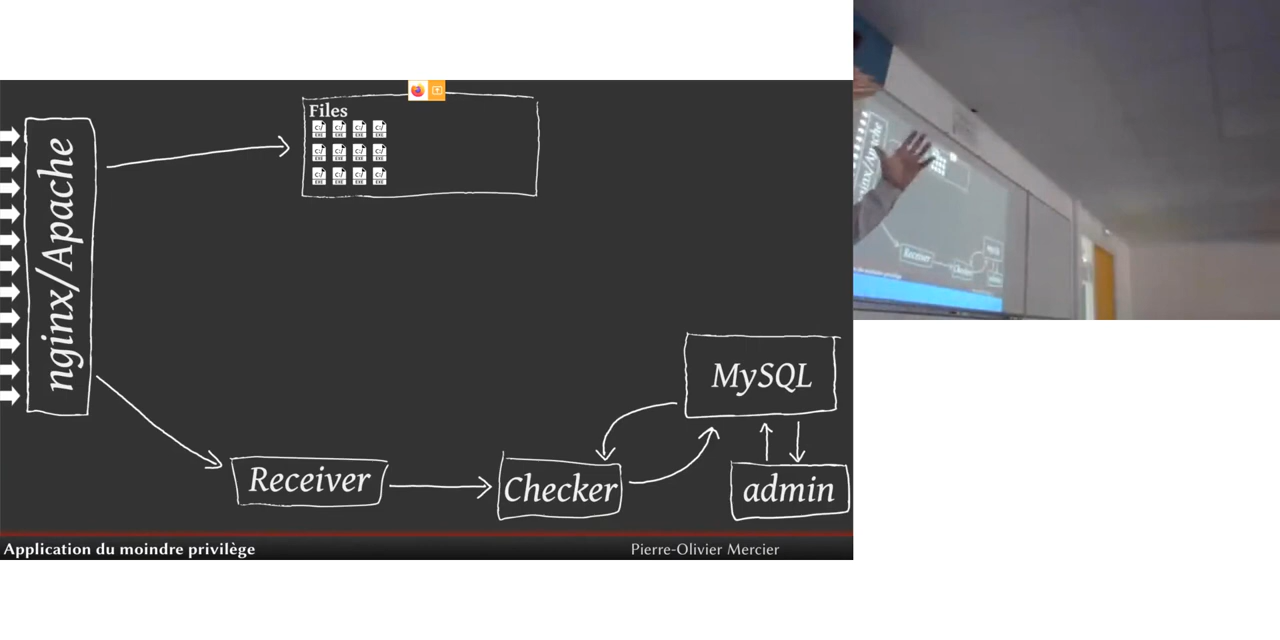 Files
nginx/Apache
MySQL
Receiver
Checker
admin
Application du moindre privilège
Pierre-Olivier Mercier